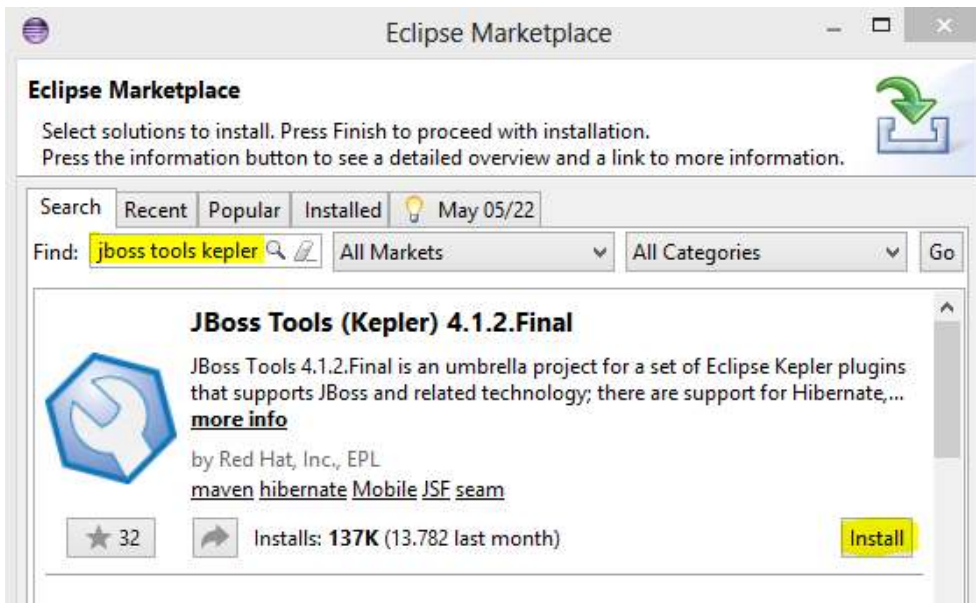 Eclipse Marketplace
Eclipse Marketplace
Select solutions to install. Press Finish to proceed with installation.
Press the information button to see a detailed overview and a link to more information.
Search Recent Popular Installed May 05/22
Find: jboss tools kepler All Markets All Categories Go
JBoss Tools (Kepler) 4.1.2.Final
JBoss Tools 4.1.2.Final is an umbrella project for a set of Eclipse Kepler plugins
that supports JBoss and related technology; there are support for Hibernate,...
more info
by Red Hat, Inc., EPL
maven hibernate Mobile JSF seam
32 Installs: 137K (13.782 last month) Install